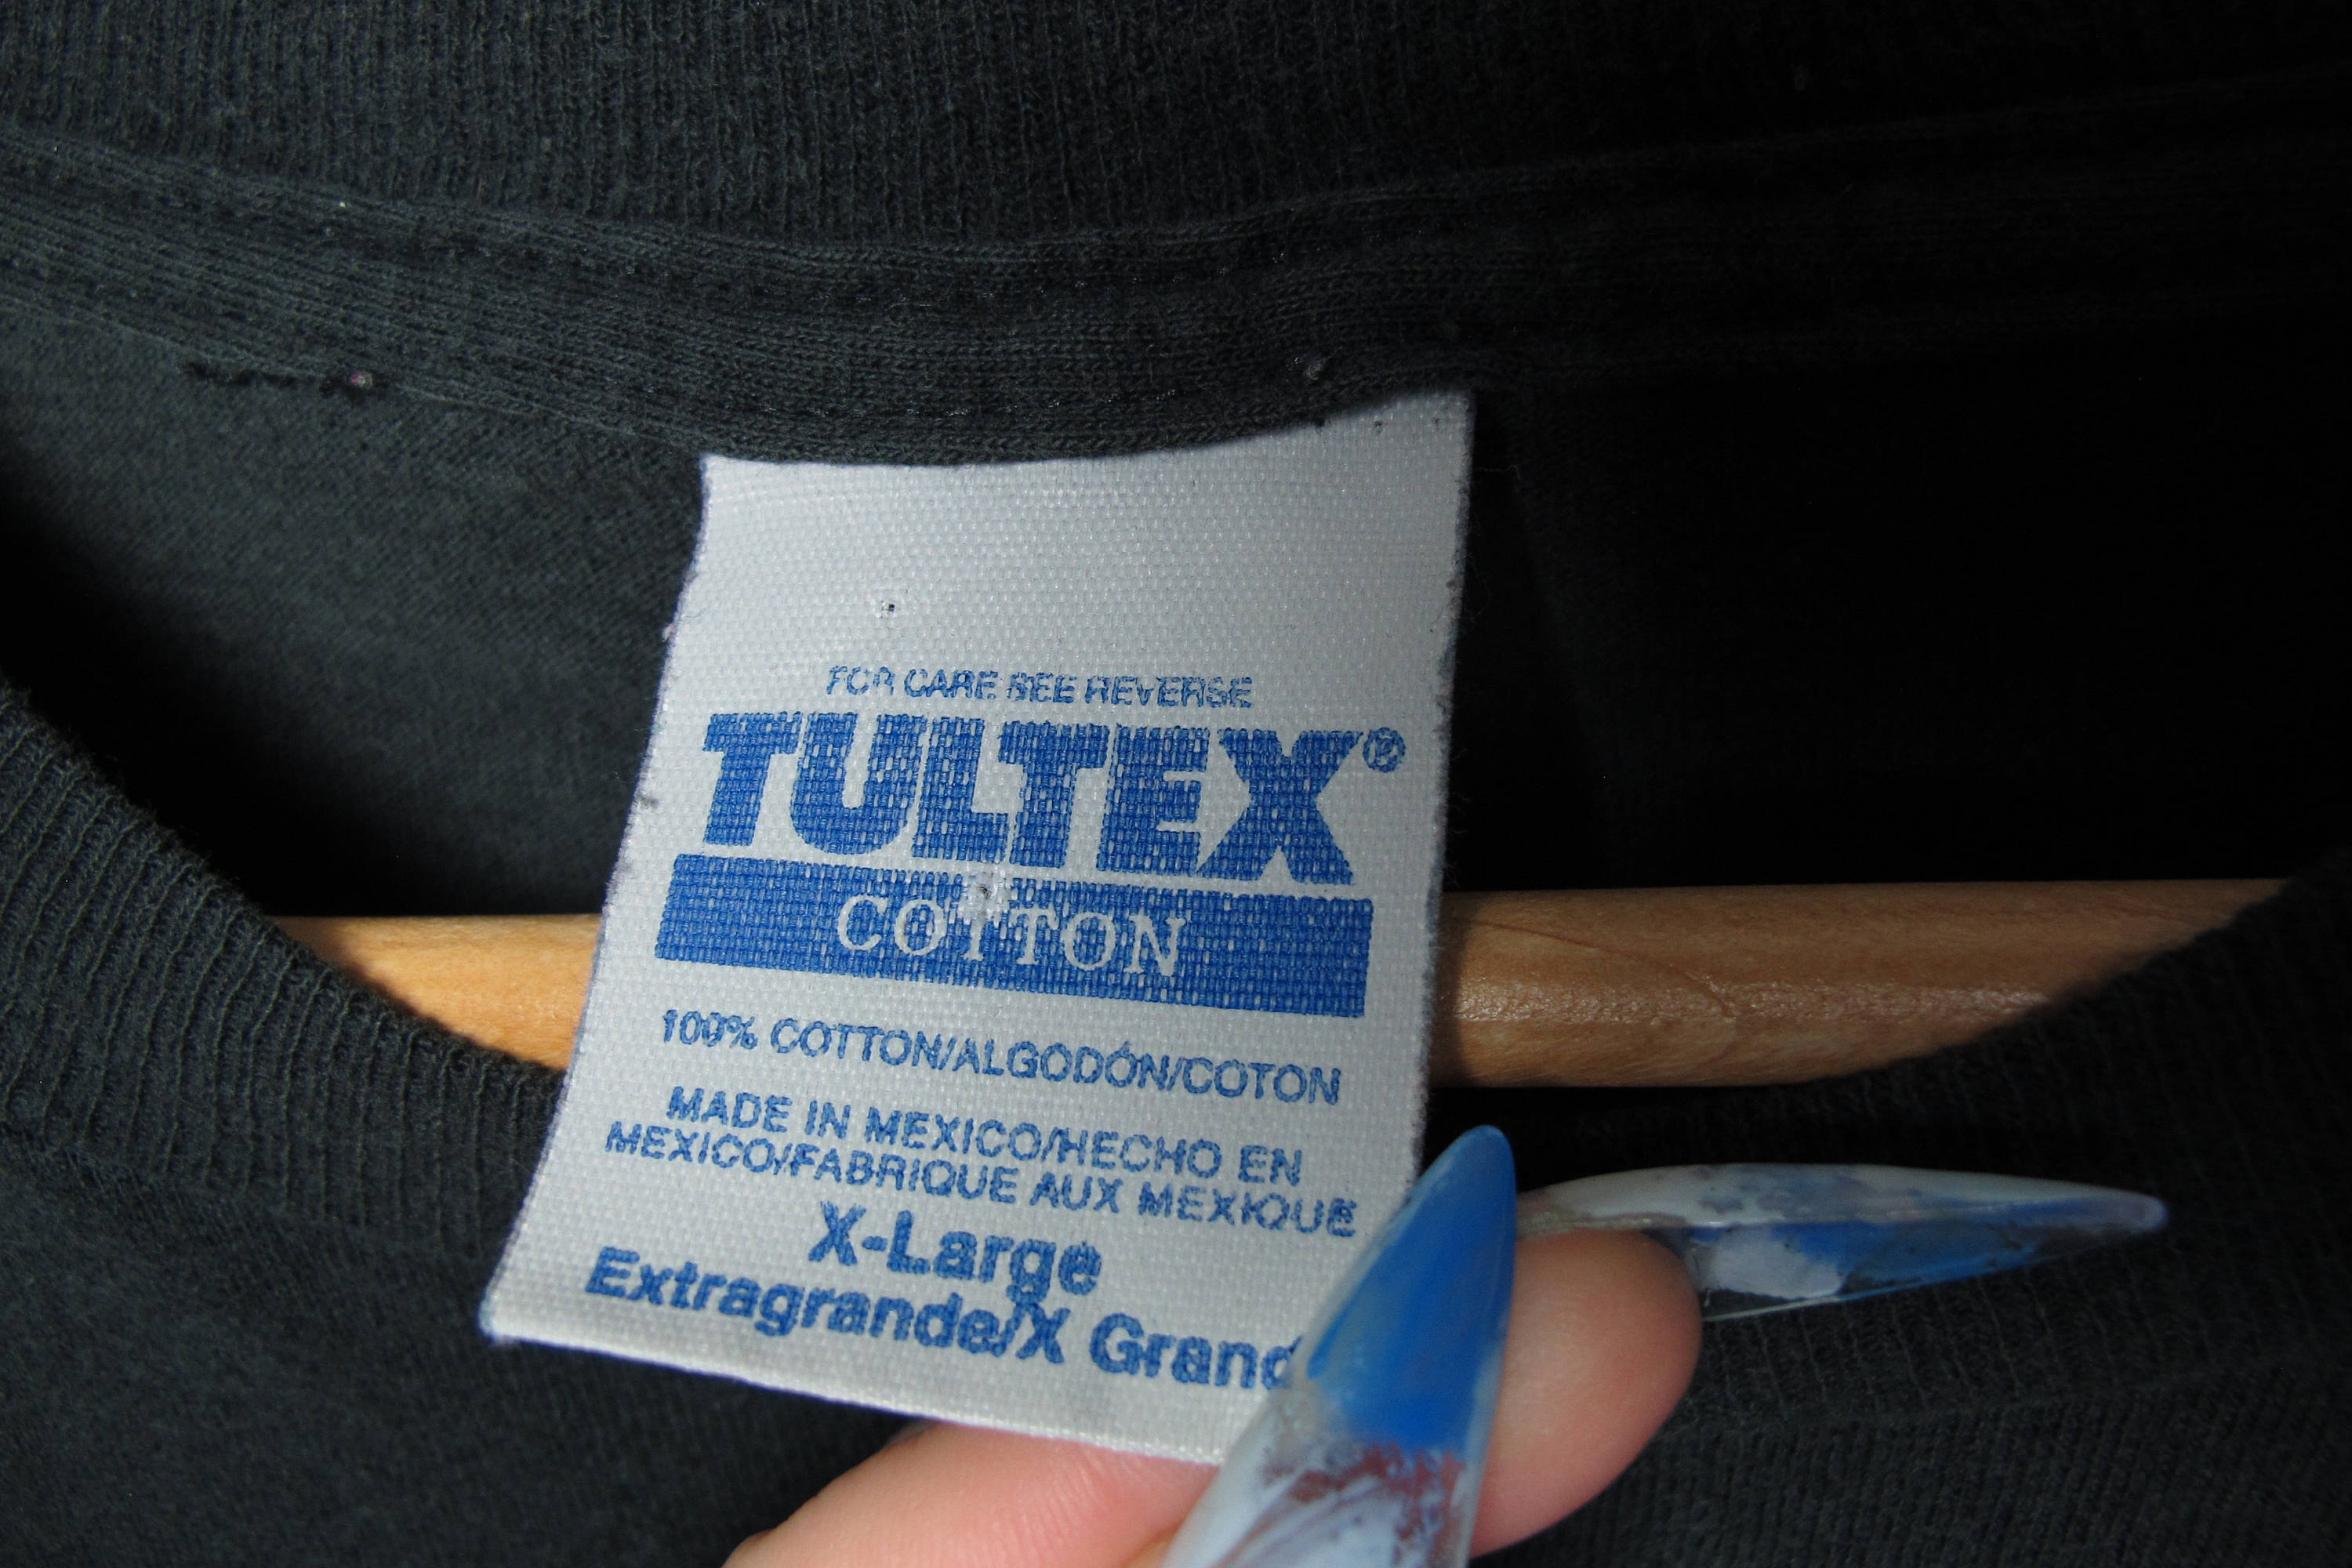 FOR CARE SEE REVERSE
TULTEX®
COTTON
100% COTTON/ALGODÓN/COTON
MADE IN MEXICO/HECHO EN
MEXICO/FABRIQUE AUX MEXIQUE
X-Large
Extragrande/X Grand